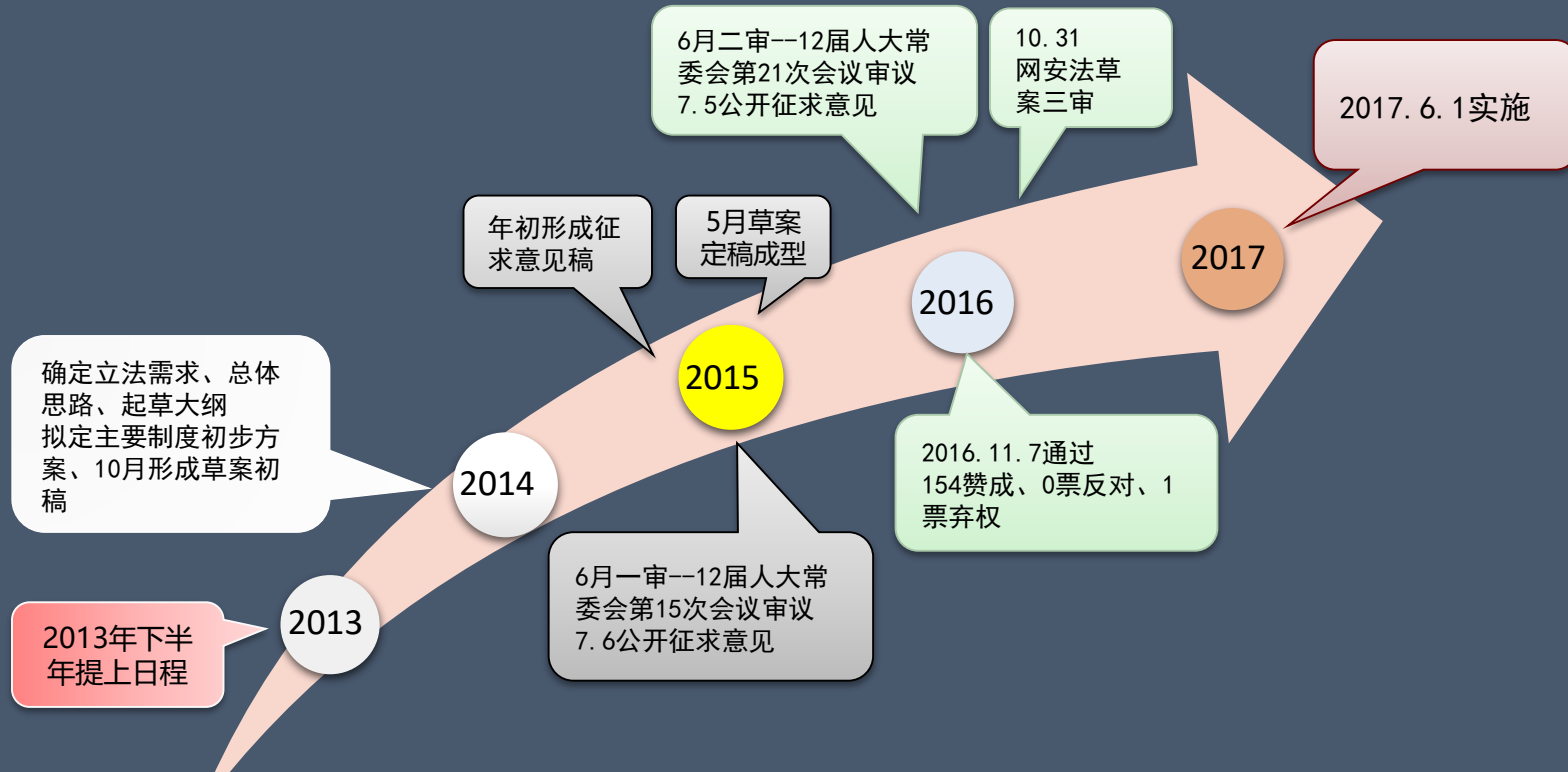 2013年下半
年提上日程
2013
确定立法需求、总体
思路、起草大纲
拟定主要制度初步方
案、10月形成草案初
稿
2014
年初形成征
求意见稿
5月草案
定稿成型
2015
6月一审--12届人大常
委会第15次会议审议
7.6公开征求意见
6月二审--12届人大常
委会第21次会议审议
7.5公开征求意见
10.31
网安法草
案三审
2016
2016.11.7通过
154赞成、0票反对、1
票弃权
2017.6.1实施
2017